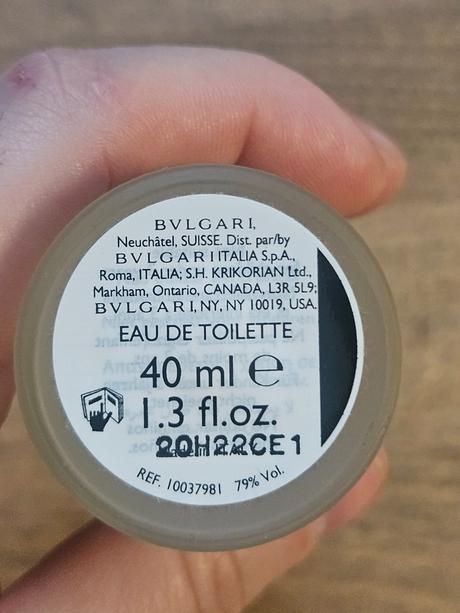 BVLGARI,
Neuchâtel, SUISSE. Dist. par/by
BVLGARI ITALIA S.p.A.,
Roma, ITALIA; S.H. KRIKORIAN Ltd.,
Markham, Ontario, CANADA, L3R 5L9;
BVLGARI, NY, NY 10019, USA.
EAU DE TOILETTE
40 ml e
1.3 fl.oz.
20H22CE1
REF. 10037981 79% Vol.